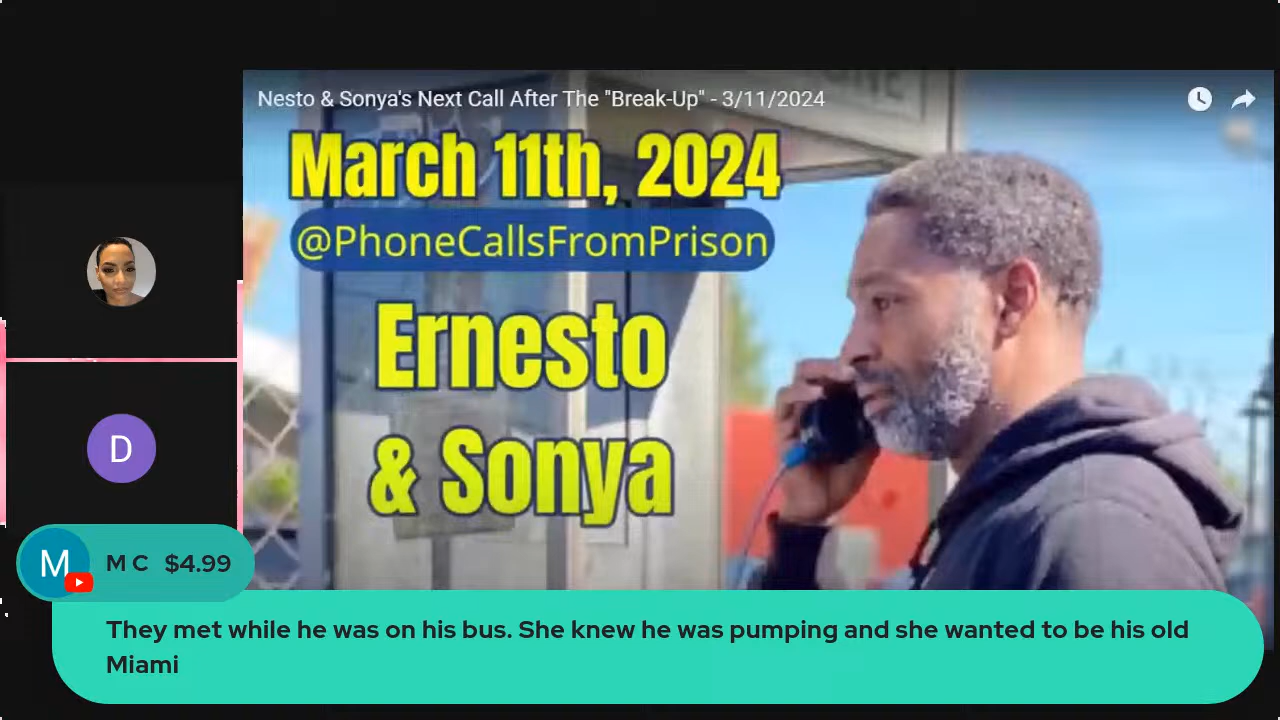 Nesto & Sonya's Next Call After The "Break-Up" - 3/11/2024
March 11th, 2024
@PhoneCallsFromPrison
Ernesto
& Sonya
D
M
M C $4.99
They met while he was on his bus. She knew he was pumping and she wanted to be his old
Miami